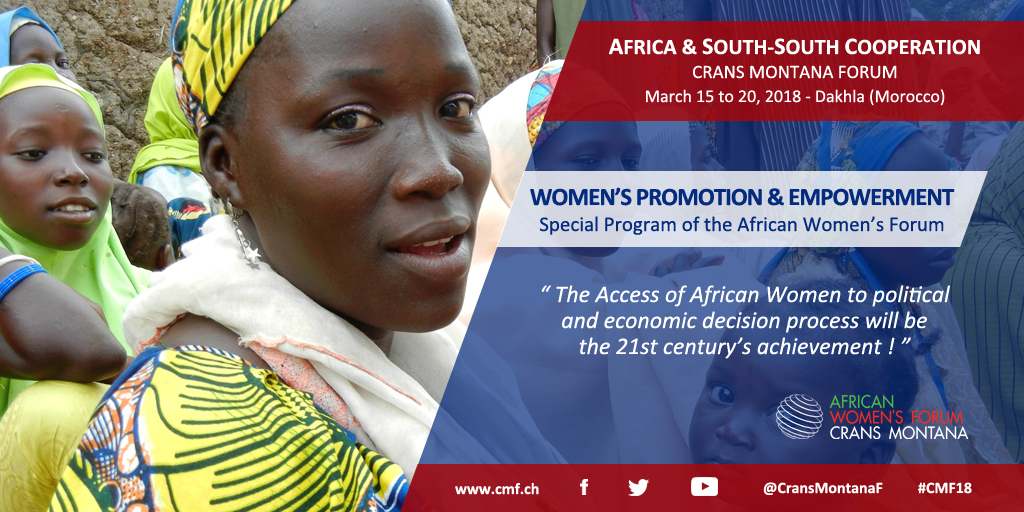 AFRICA & SOUTH-SOUTH COOPERATION
CRANS MONTANA FORUM
March 15 to 20, 2018 - Dakhla (Morocco)
WOMEN'S PROMOTION & EMPOWERMENT
Special Program of the African Women's Forum
“ The Access of African Women to political
and economic decision process will be
the 21st century's achievement ! ”
AFRICAN
WOMEN'S FORUM
CRANS MONTANA
www.cmf.ch @CransMontanaF #CMF18